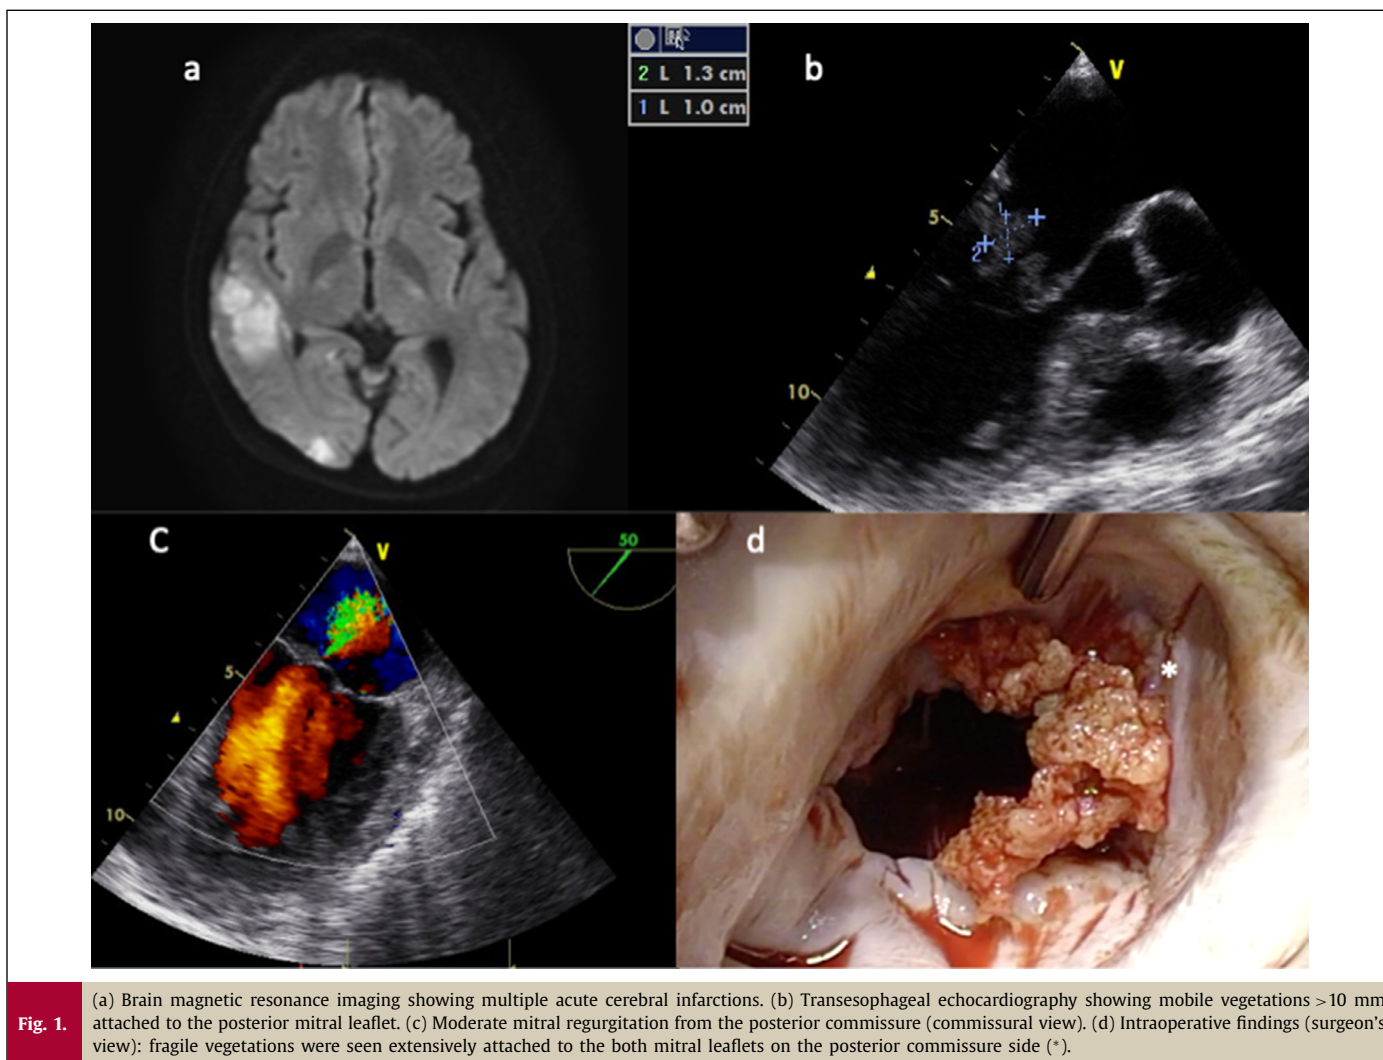 a
2 L 1.3 cm
1 L 1.0 cm
b
V
5
1
2
10
C
V
50
5
10
d
*
Fig. 1.
(a) Brain magnetic resonance imaging showing multiple acute cerebral infarctions. (b) Transesophageal echocardiography showing mobile vegetations >10 mm
attached to the posterior mitral leaflet. (c) Moderate mitral regurgitation from the posterior commissure (commissural view). (d) Intraoperative findings (surgeon's
view): fragile vegetations were seen extensively attached to the both mitral leaflets on the posterior commissure side (*).